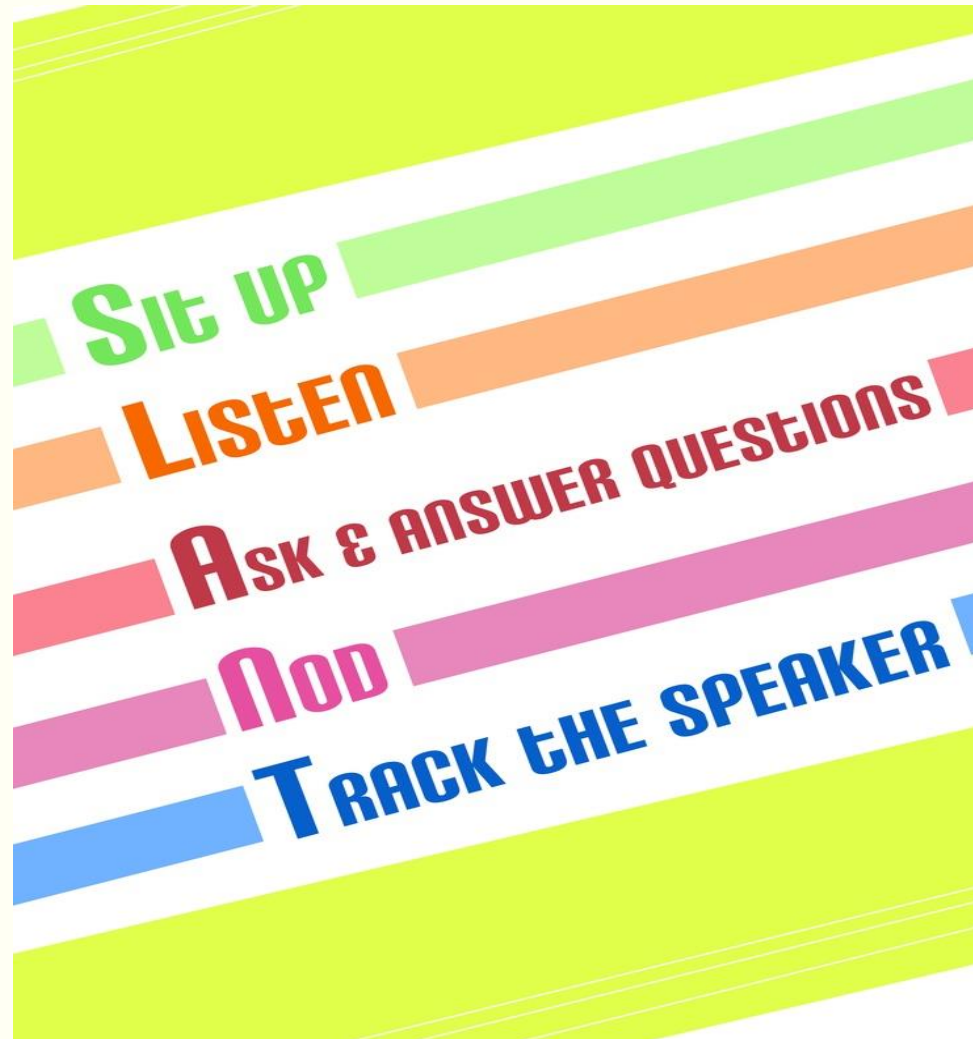 Sit up
Listen
Ask & answer questions
Nod
Track the speaker